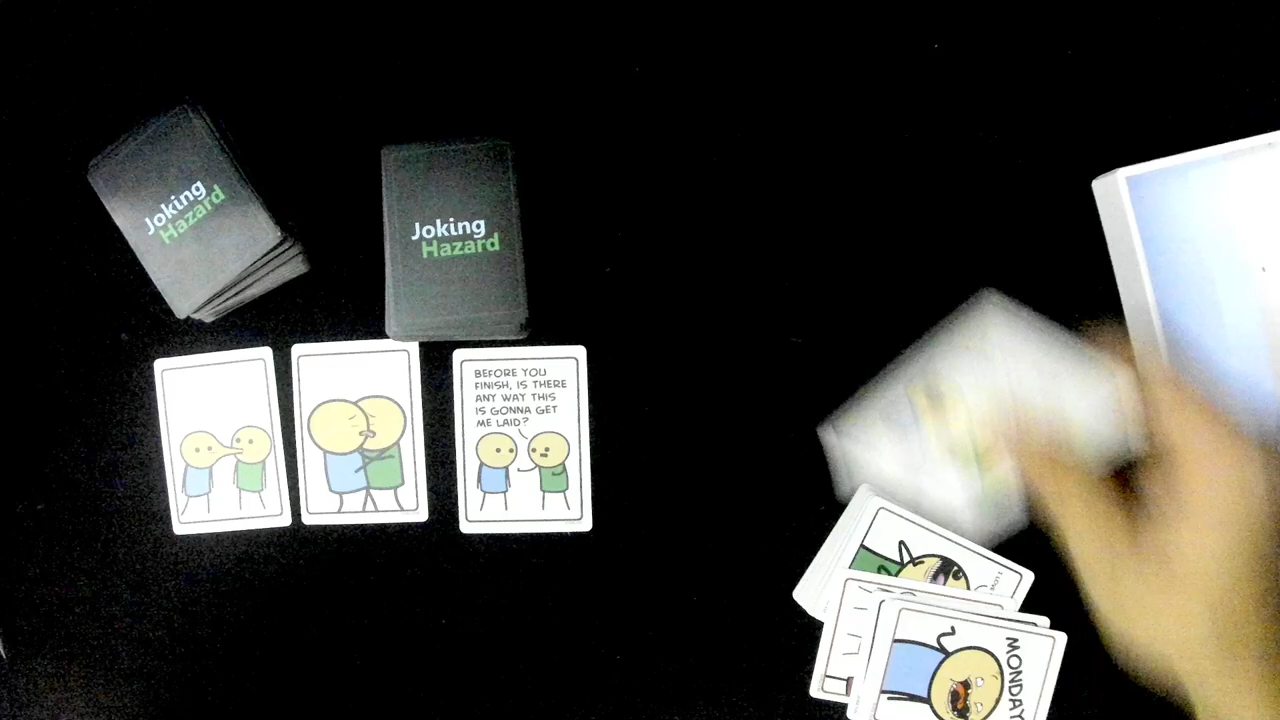 Joking
Hazard
Joking
Hazard
BEFORE YOU
FINISH, IS THERE
ANY WAY THIS
IS GONNA GET
ME LAID?
MONDAY